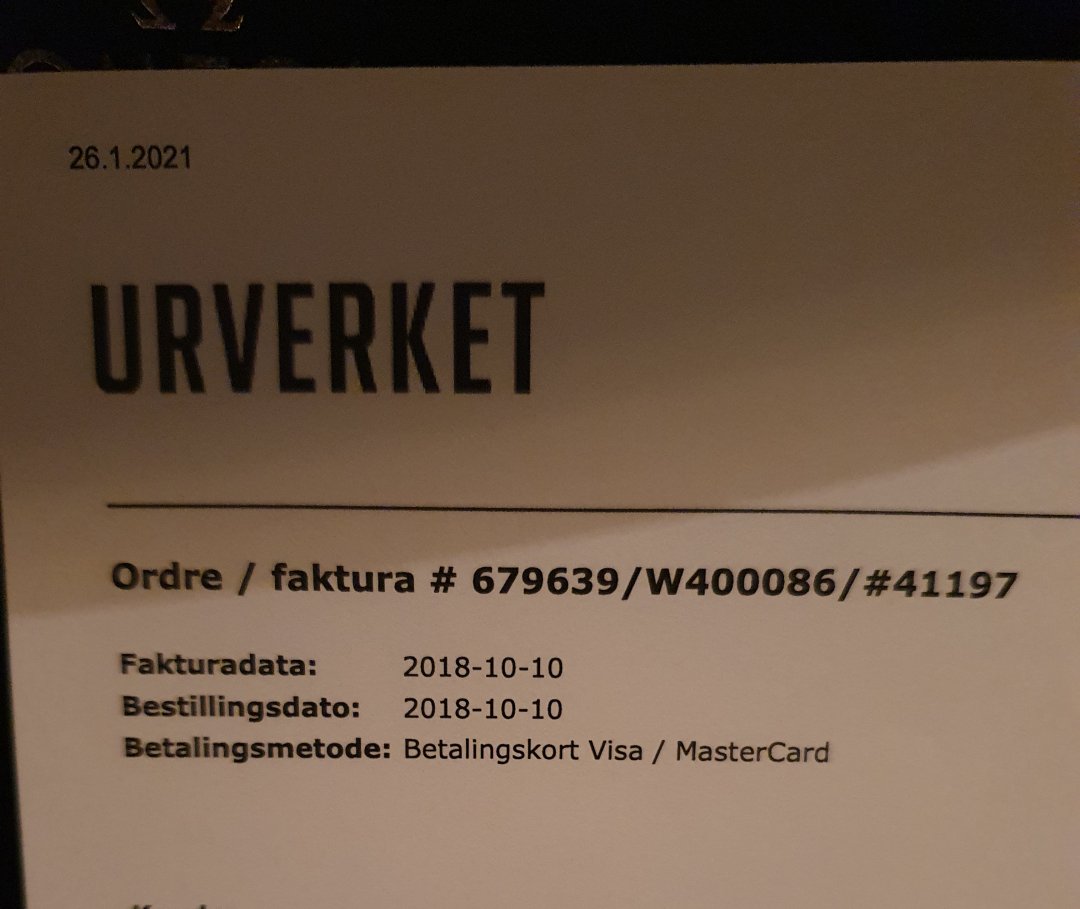 26.1.2021
URVERKET
Ordre / faktura # 679639/W400086/#41197
Fakturadata: 2018-10-10
Bestillingsdato: 2018-10-10
Betalingsmetode: Betalingskort Visa / MasterCard